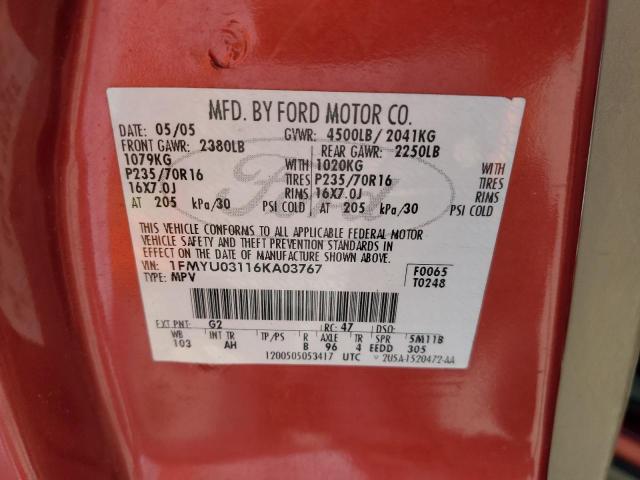 MFD. BY FORD MOTOR CO.
DATE: 05/05 GVWR: 4500LB/2041KG
FRONT GAWR: 2380LB REAR GAWR: 2250LB
1079KG WITH 1020KG WITH
P235/70R16 TIRES P235/70R16 TIRES
16X7.0J RIMS 16X7.0J RIMS
AT 205 kPa/30 PSI COLD AT 205 kPa/30 PSI COLD
THIS VEHICLE CONFORMS TO ALL APPLICABLE FEDERAL MOTOR
VEHICLE SAFETY AND THEFT PREVENTION STANDARDS IN
EFFECT ON THE DATE OF MANUFACTURE SHOWN ABOVE.
VIN: 1FMYU03116KA03767 F0065
TYPE: MPV T0248
EXT PNT: G2 RC: 47 DSO:
WB INT TR TP/PS R AXLE TR SPR 5M11B
103 AH B 96 4 EEDD 305
120050505 3417 UTC 2U5A-1520472-AA
Ford